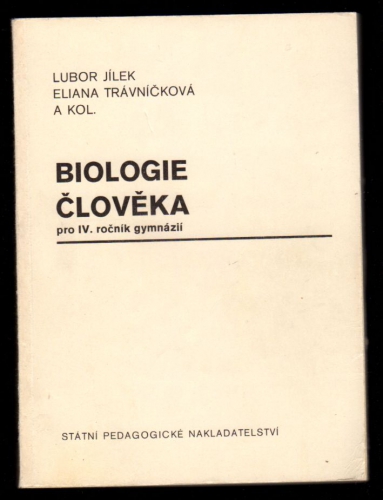 LUBOR JÍLEK
ELIANA TRÁVNÍČKOVÁ
A KOL.
BIOLOGIE
ČLOVĚKA
pro IV. ročník gymnázií
STÁTNÍ PEDAGOGICKÉ NAKLADATELSTVÍ